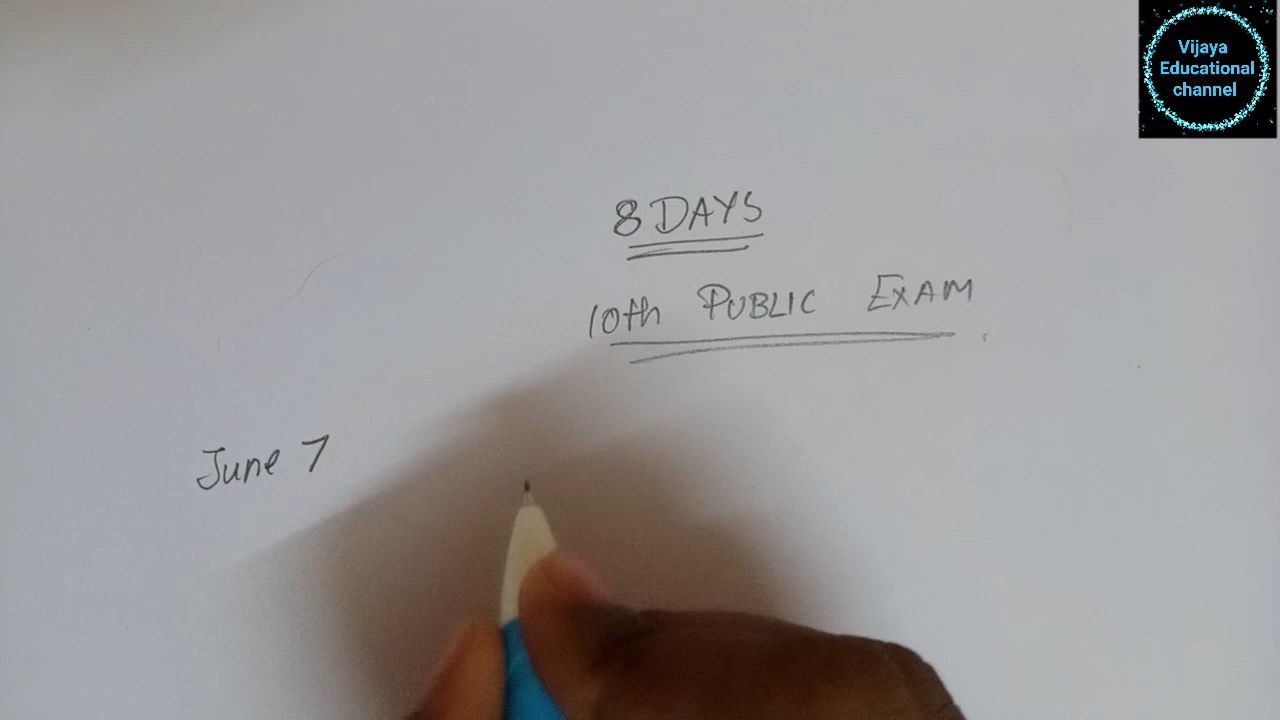 Vijaya
Educational
channel
8 DAYS
10th PUBLIC EXAM
June 7